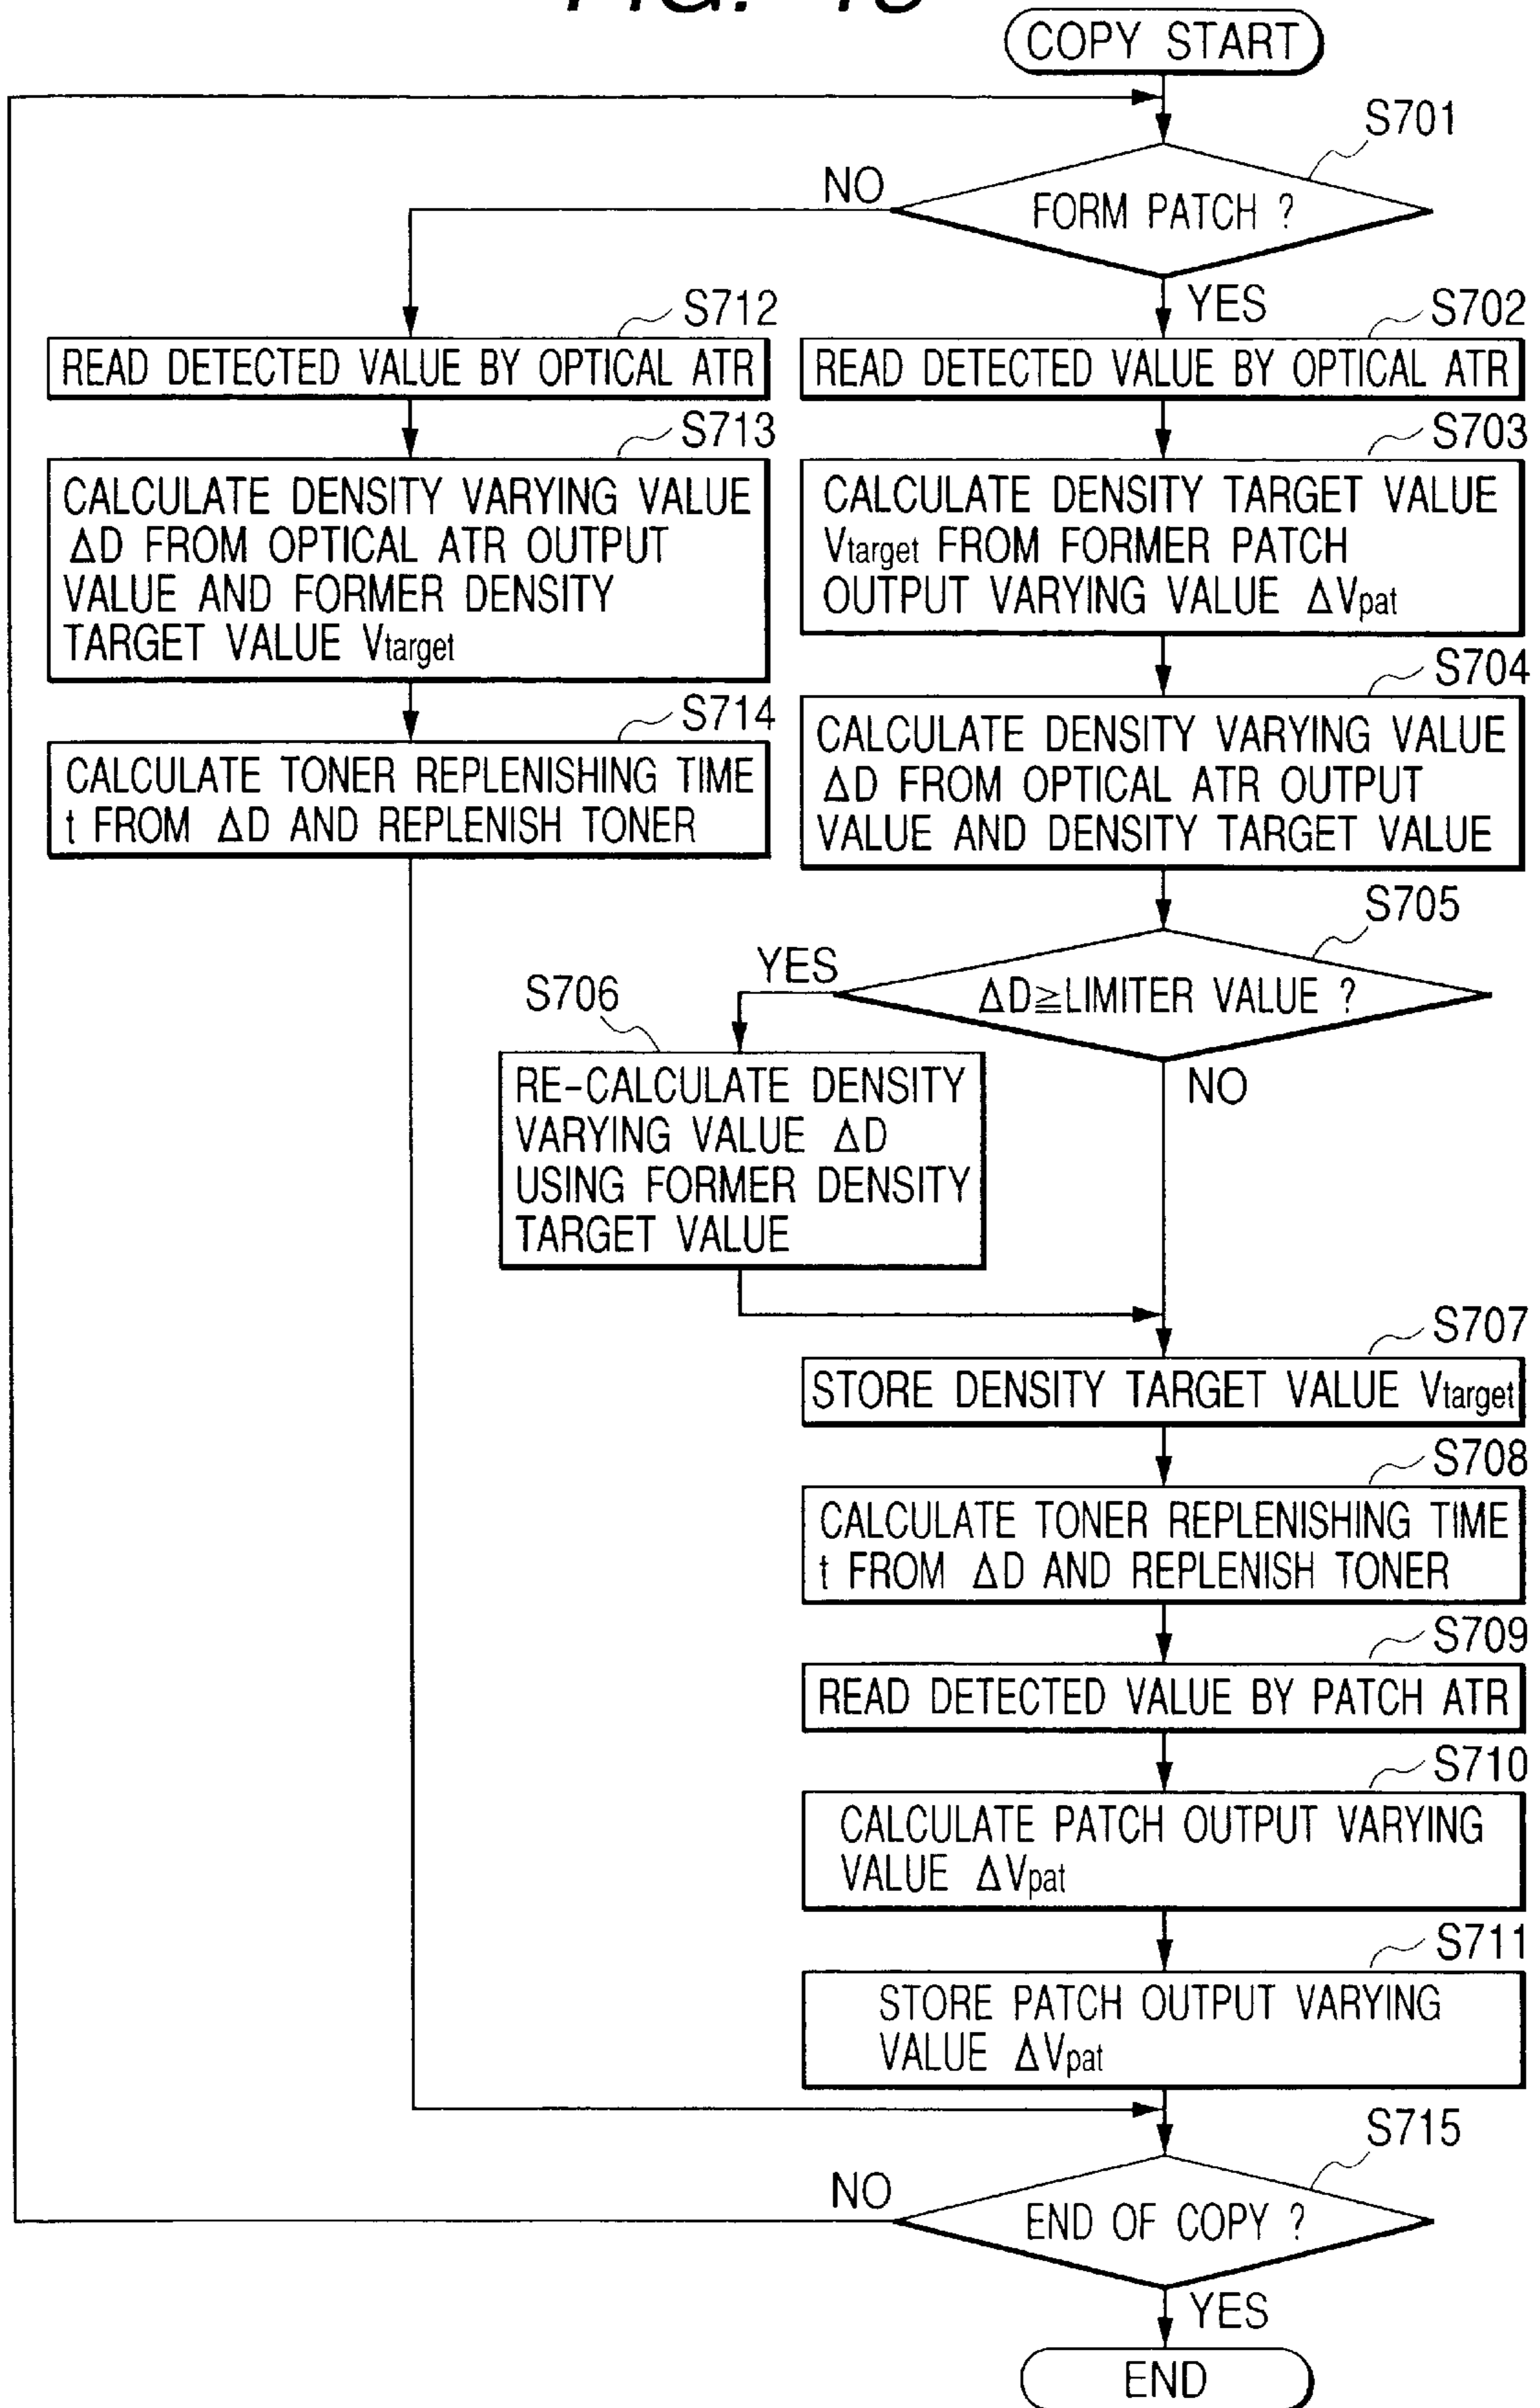 COPY START
S701
FORM PATCH ?
NO
YES
S712
READ DETECTED VALUE BY OPTICAL ATR
S713
CALCULATE DENSITY VARYING VALUE
ΔD FROM OPTICAL ATR OUTPUT
VALUE AND FORMER DENSITY
TARGET VALUE Vtarget
S714
CALCULATE TONER REPLENISHING TIME
t FROM ΔD AND REPLENISH TONER
S702
READ DETECTED VALUE BY OPTICAL ATR
S703
CALCULATE DENSITY TARGET VALUE
Vtarget FROM FORMER PATCH
OUTPUT VARYING VALUE ΔVpat
S704
CALCULATE DENSITY VARYING VALUE
ΔD FROM OPTICAL ATR OUTPUT
VALUE AND DENSITY TARGET VALUE
S705
ΔD≧LIMITER VALUE ?
YES
NO
S706
RE-CALCULATE DENSITY
VARYING VALUE ΔD
USING FORMER DENSITY
TARGET VALUE
S707
STORE DENSITY TARGET VALUE Vtarget
S708
CALCULATE TONER REPLENISHING TIME
t FROM ΔD AND REPLENISH TONER
S709
READ DETECTED VALUE BY PATCH ATR
S710
CALCULATE PATCH OUTPUT VARYING
VALUE ΔVpat
S711
STORE PATCH OUTPUT VARYING
VALUE ΔVpat
S715
END OF COPY ?
NO
YES
END